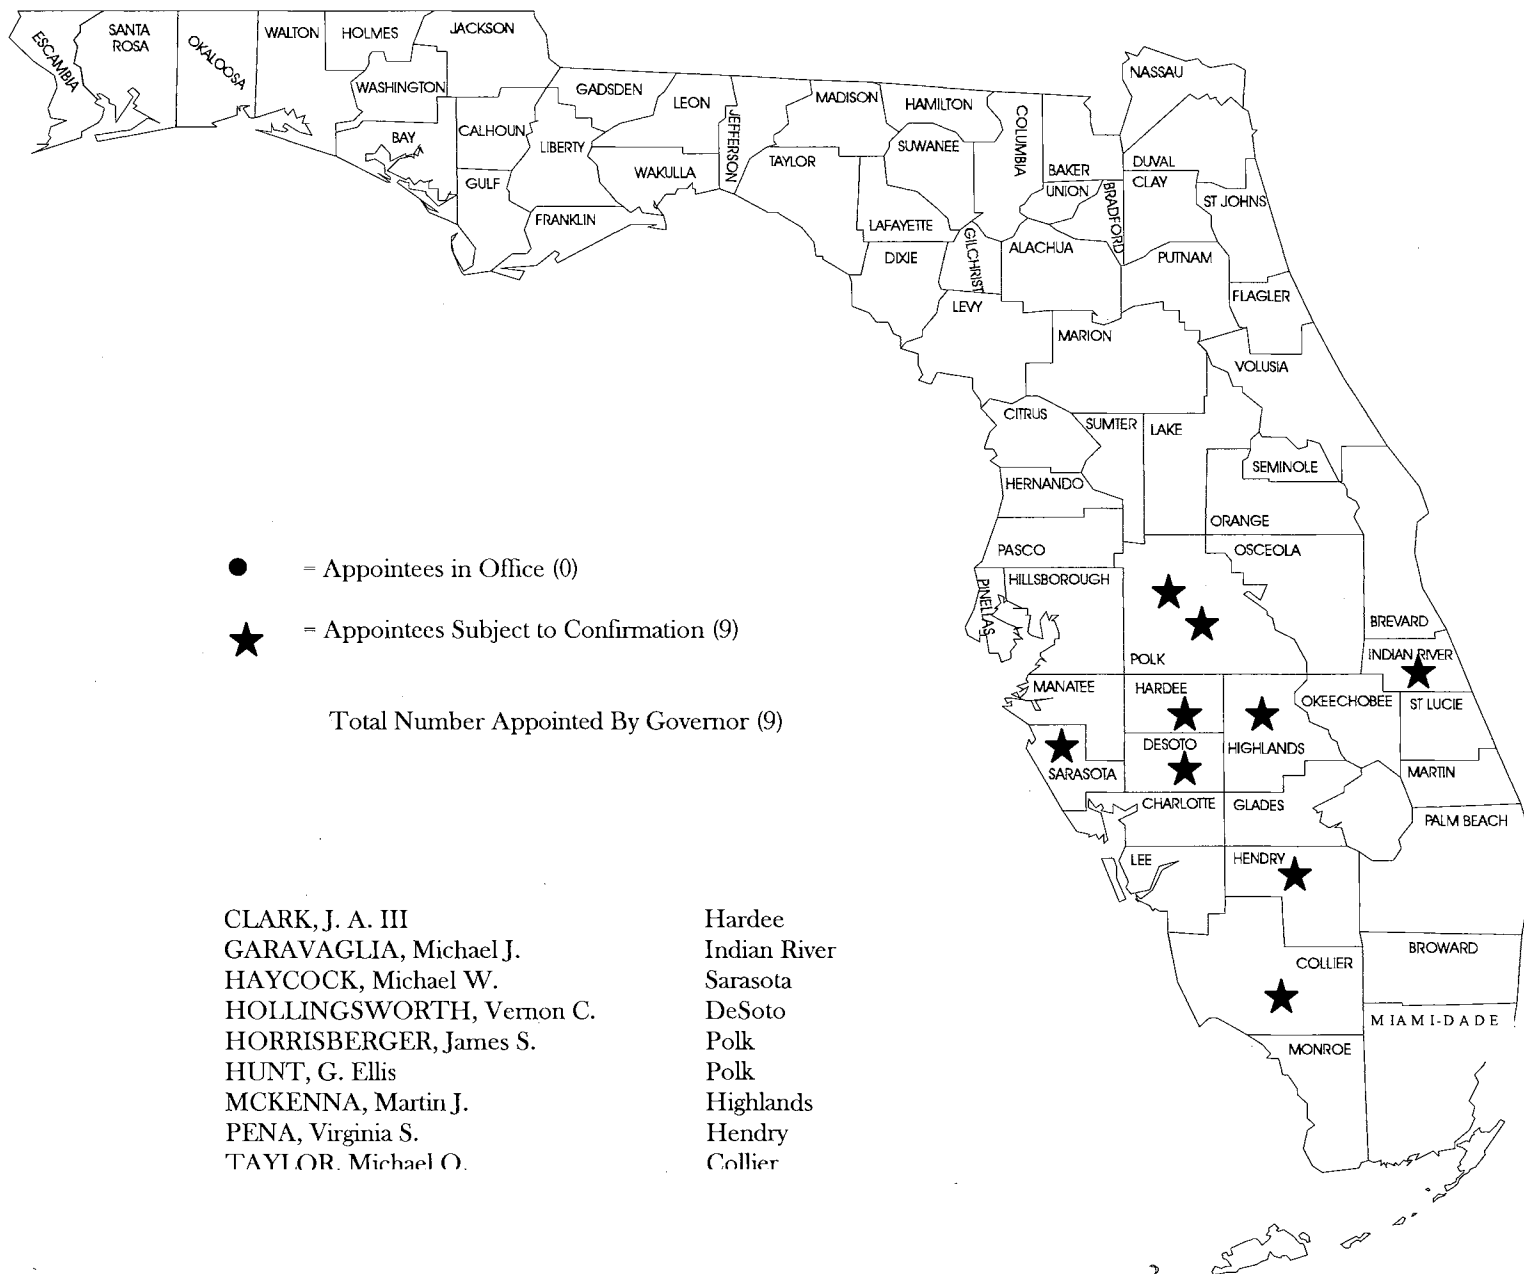 ESCAMBIA
SANTA
ROSA
OKALOOSA
WALTON
HOLMES
JACKSON
WASHINGTON
BAY
CALHOUN
GULF
GADSDEN
LIBERTY
FRANKLIN
LEON
WAKULLA
JEFFERSON
MADISON
TAYLOR
HAMILTON
SUWANEE
LAFAYETTE
DIXIE
COLUMBIA
GILCHRIST
LEVY
NASSAU
BAKER
UNION
BRADFORD
DUVAL
CLAY
ST JOHNS
ALACHUA
PUTNAM
FLAGLER
MARION
VOLUSIA
CITRUS
SUMTER
LAKE
SEMINOLE
HERNANDO
ORANGE
PASCO
OSCEOLA
HILLSBOROUGH
PINELLAS
POLK
BREVARD
INDIAN RIVER
MANATEE
HARDEE
OKEECHOBEE
ST LUCIE
DESOTO
HIGHLANDS
SARASOTA
MARTIN
CHARLOTTE
GLADES
PALM BEACH
LEE
HENDRY
COLLIER
BROWARD
MIAMI-DADE
MONROE
= Appointees in Office (0)
= Appointees Subject to Confirmation (9)
Total Number Appointed By Governor (9)
CLARK, J. A. III Hardee
GARAVAGLIA, Michael J. Indian River
HAYCOCK, Michael W. Sarasota
HOLLINGSWORTH, Vernon C. DeSoto
HORRISBERGER, James S. Polk
HUNT, G. Ellis Polk
MCKENNA, Martin J. Highlands
PENA, Virginia S. Hendry
TAYLOR, Michael O. Collier